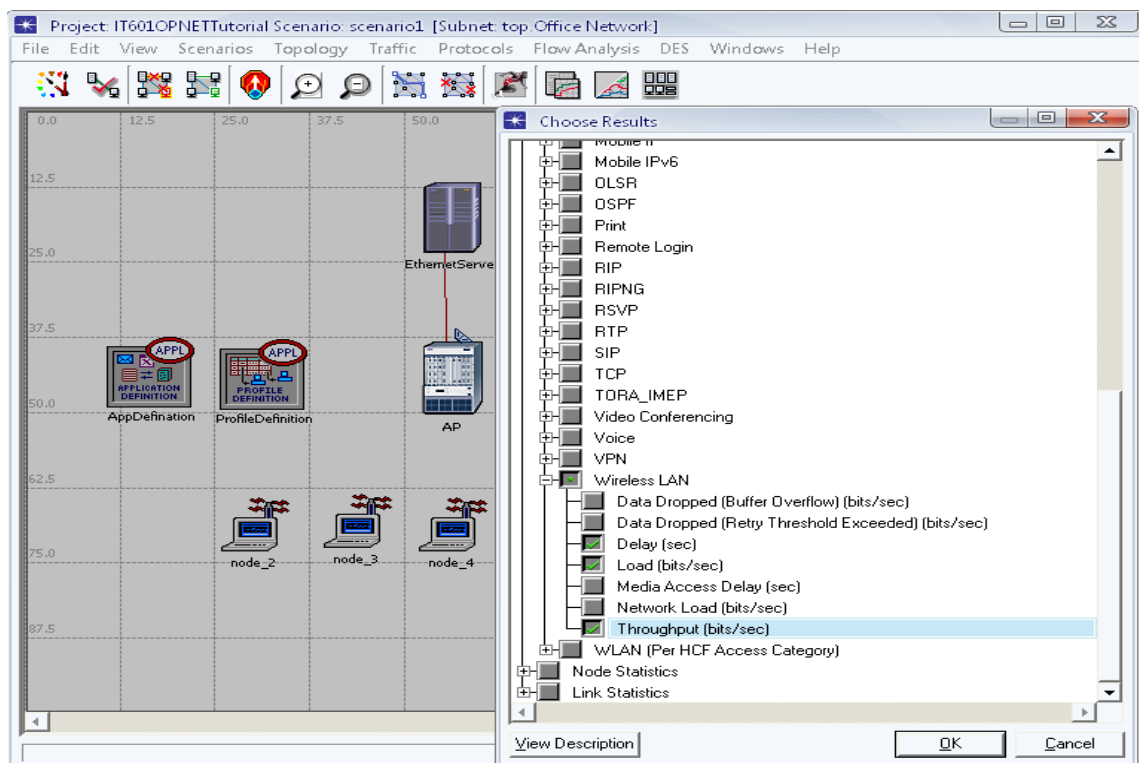 Project: IT601OPNETTutorial Scenario: scenario1 [Subnet: top.Office Network]
File Edit View Scenarios Topology Traffic Protocols Flow Analysis DES Windows Help
0.0 12.5 25.0 37.5 50.0
12.5
25.0
37.5
50.0
62.5
75.0
87.5
EthernetServe
APPL
APPLICATION
DEFINITION
AppDefination
APPL
PROFILE
DEFINITION
ProfileDefinition
AP
node_2
node_3
node_4
Choose Results
Mobile IPv6
OLSR
OSPF
Print
Remote Login
RIP
RIPNG
RSVP
RTP
SIP
TCP
TORA_IMEP
Video Conferencing
Voice
VPN
Wireless LAN
Data Dropped (Buffer Overflow) (bits/sec)
Data Dropped (Retry Threshold Exceeded) (bits/sec)
Delay (sec)
Load (bits/sec)
Media Access Delay (sec)
Network Load (bits/sec)
Throughput (bits/sec)
WLAN (Per HCF Access Category)
Node Statistics
Link Statistics
View Description
OK
Cancel